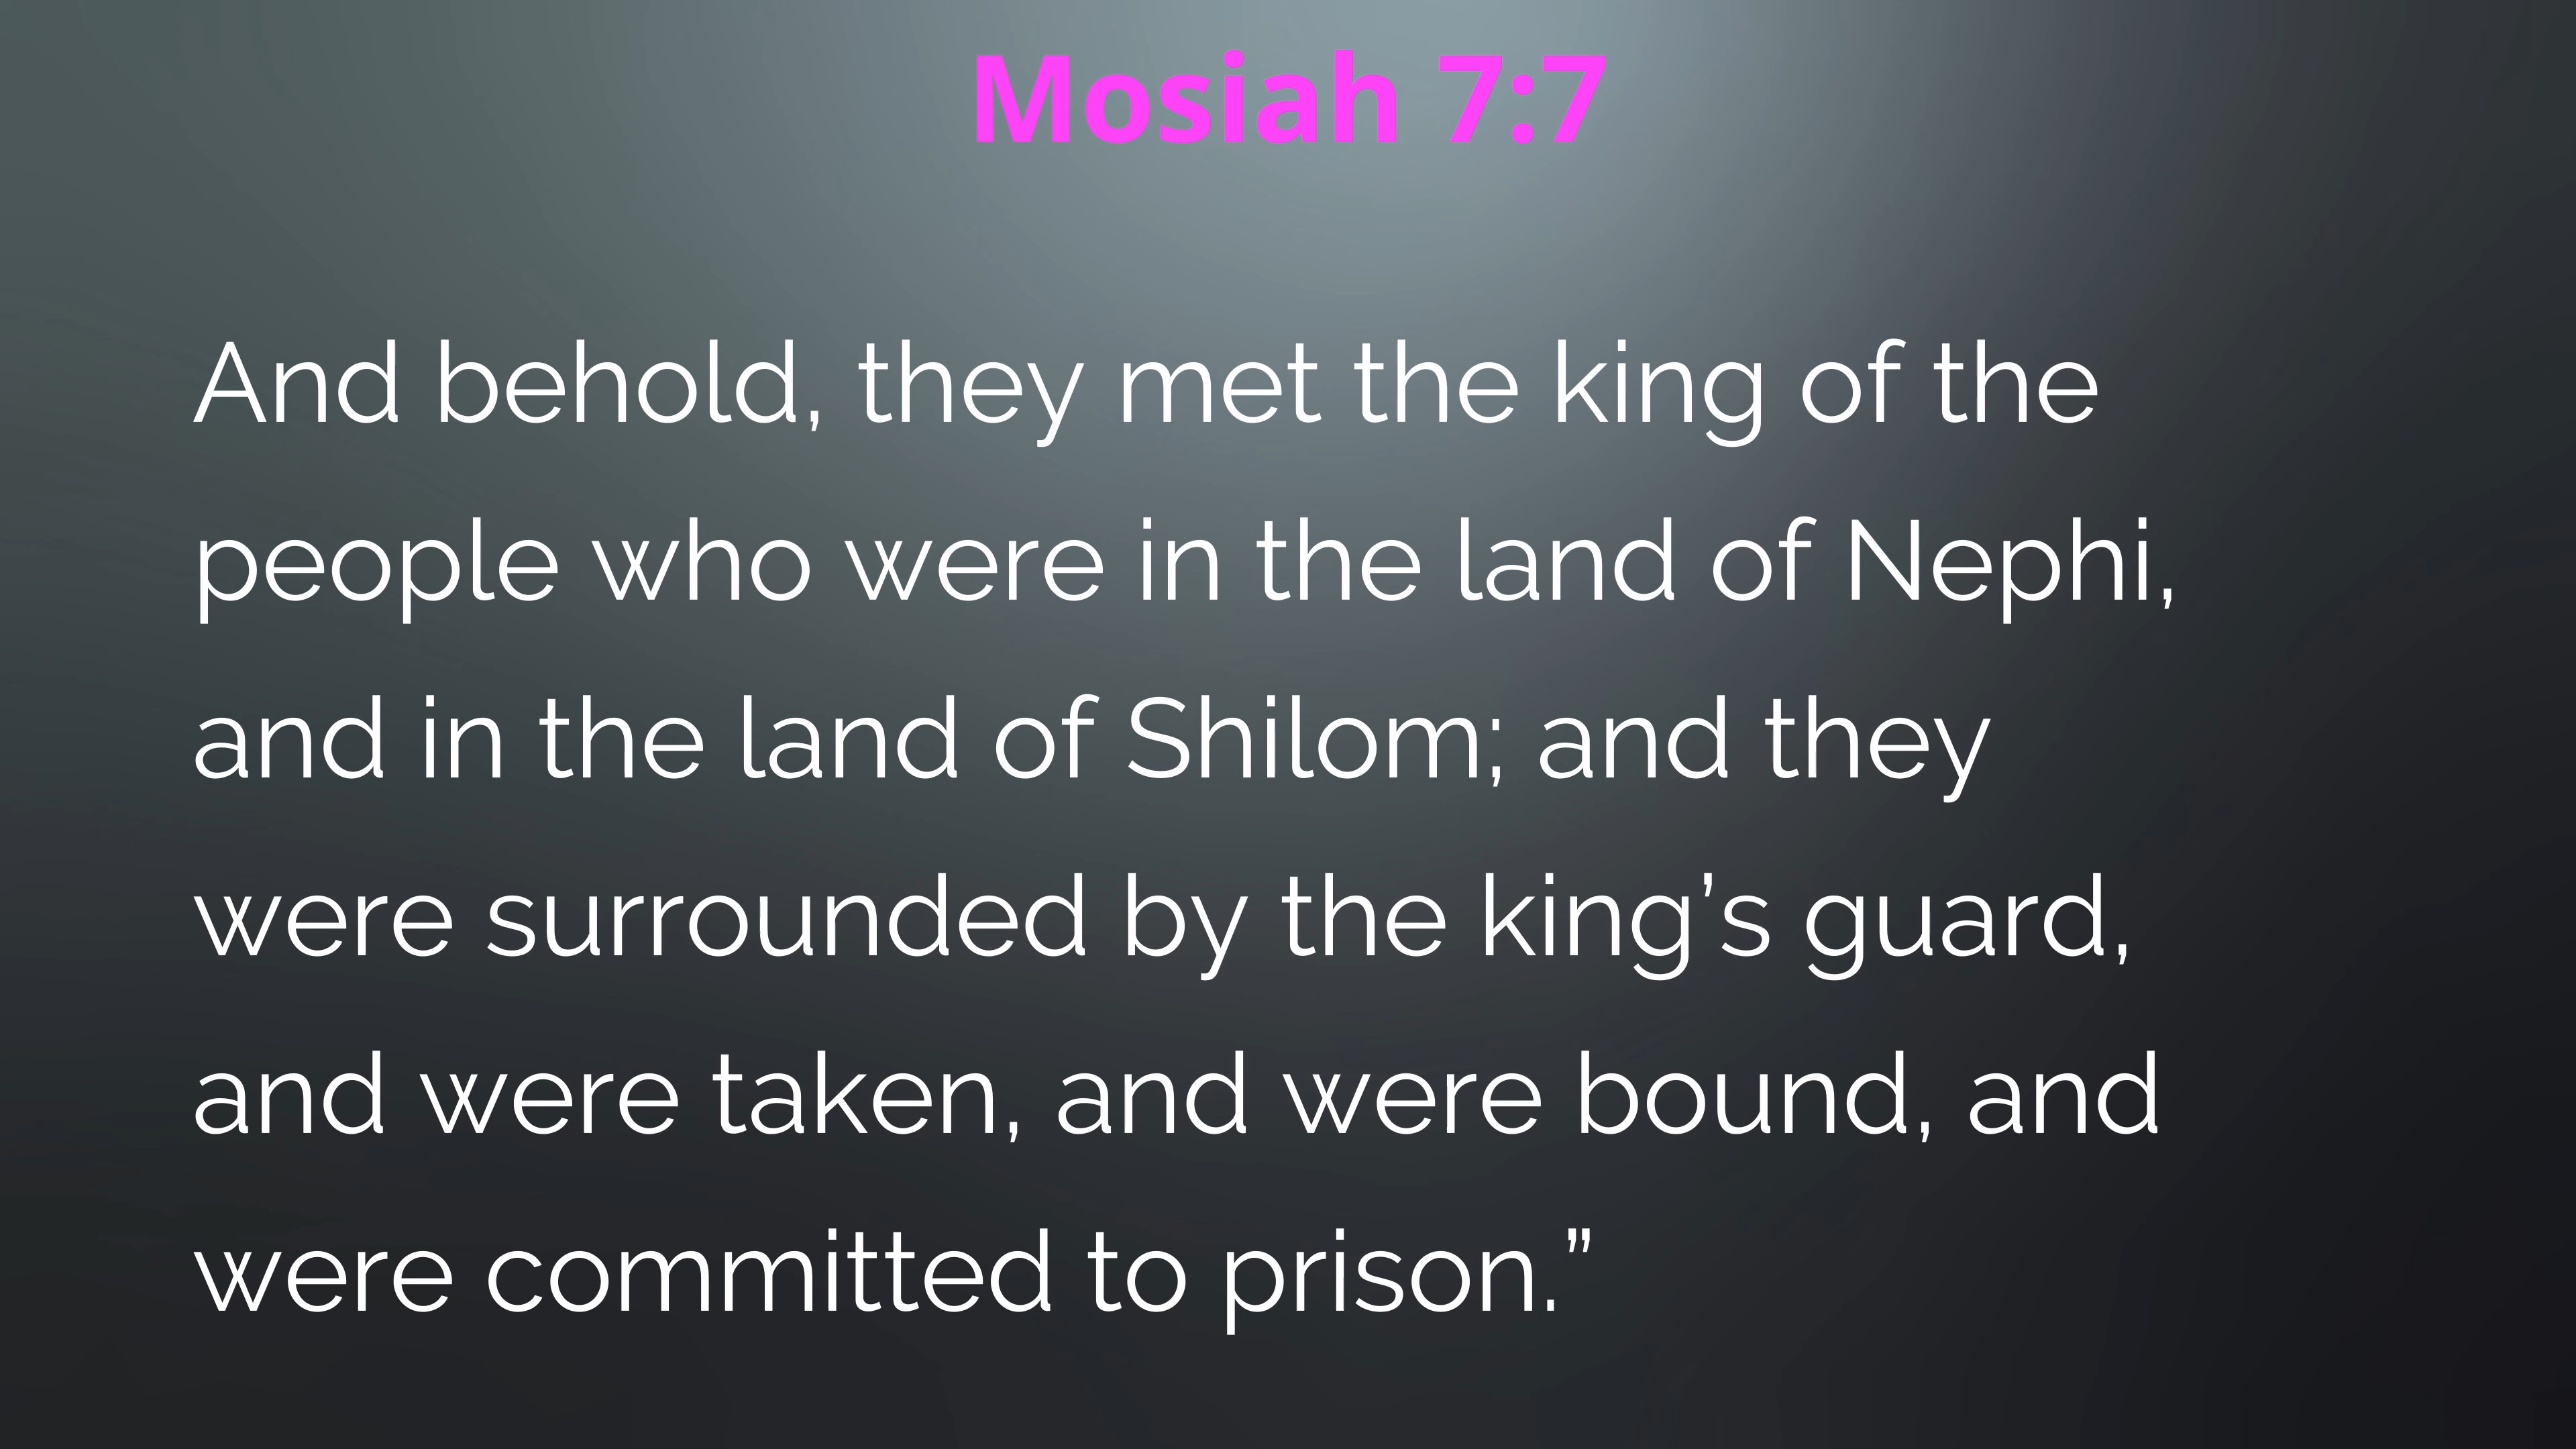 Mosiah 7:7
And behold, they met the king of the
people who were in the land of Nephi,
and in the land of Shilom; and they
were surrounded by the king’s guard,
and were taken, and were bound, and
were committed to prison.”